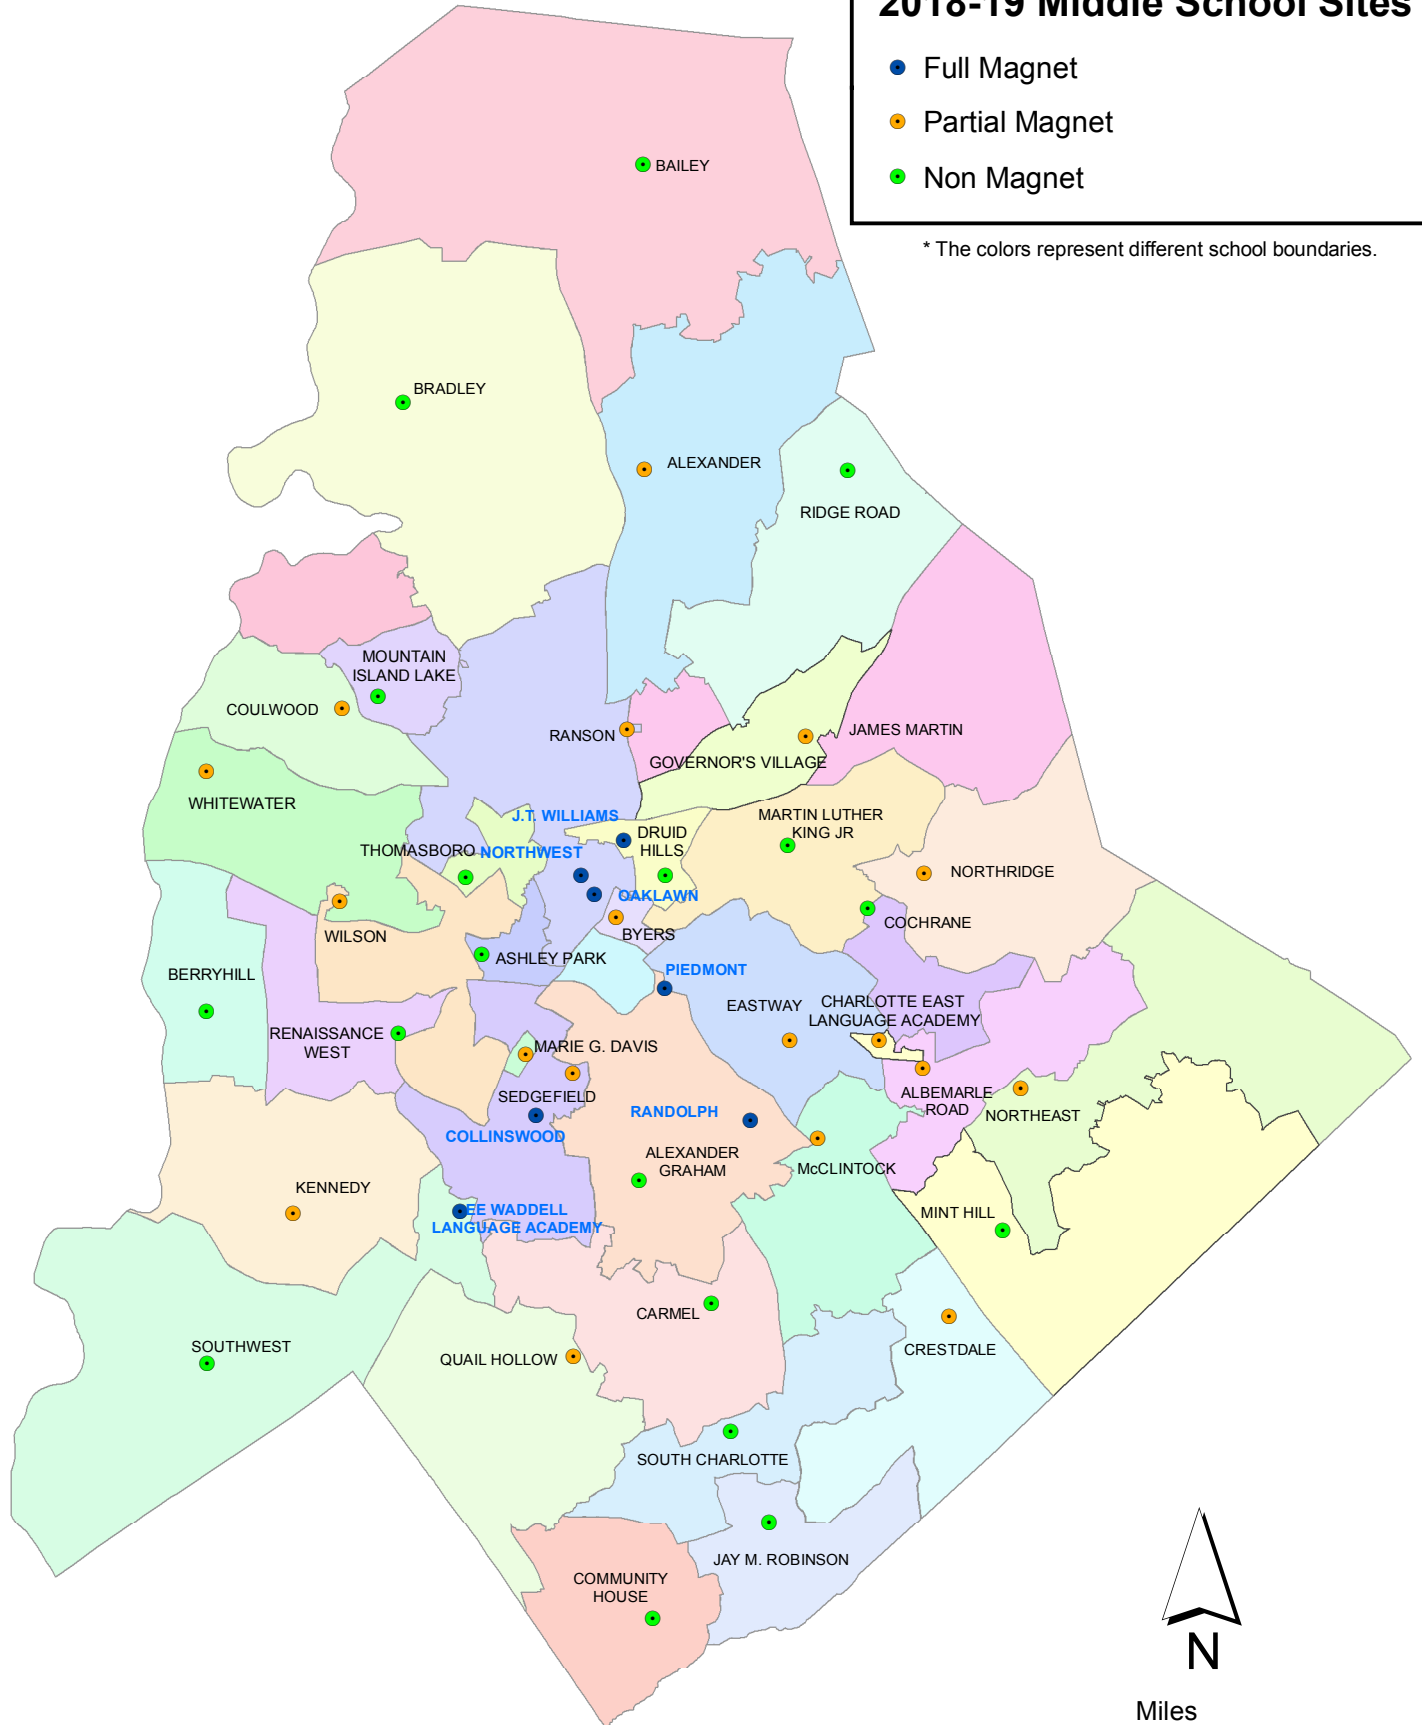 2018-19 Middle School Sites
Full Magnet
Partial Magnet
Non Magnet
* The colors represent different school boundaries.
BAILEY
BRADLEY
ALEXANDER
RIDGE ROAD
MOUNTAIN
ISLAND LAKE
COULWOOD
RANSON
JAMES MARTIN
GOVERNOR'S VILLAGE
WHITEWATER
J.T. WILLIAMS
MARTIN LUTHER
KING JR
DRUID
HILLS
THOMASBORO
NORTHWEST
NORTHRIDGE
OAKLAWN
COCHRANE
WILSON
BYERS
ASHLEY PARK
BERRYHILL
PIEDMONT
EASTWAY
CHARLOTTE EAST
LANGUAGE ACADEMY
RENAISSANCE
WEST
MARIE G. DAVIS
SEDGEFIELD
ALBEMARLE
ROAD
NORTHEAST
RANDOLPH
COLLINSWOOD
ALEXANDER
GRAHAM
McCLINTOCK
KENNEDY
EE WADDELL
LANGUAGE ACADEMY
MINT HILL
CARMEL
SOUTHWEST
QUAIL HOLLOW
CRESTDALE
SOUTH CHARLOTTE
JAY M. ROBINSON
COMMUNITY
HOUSE
N
Miles